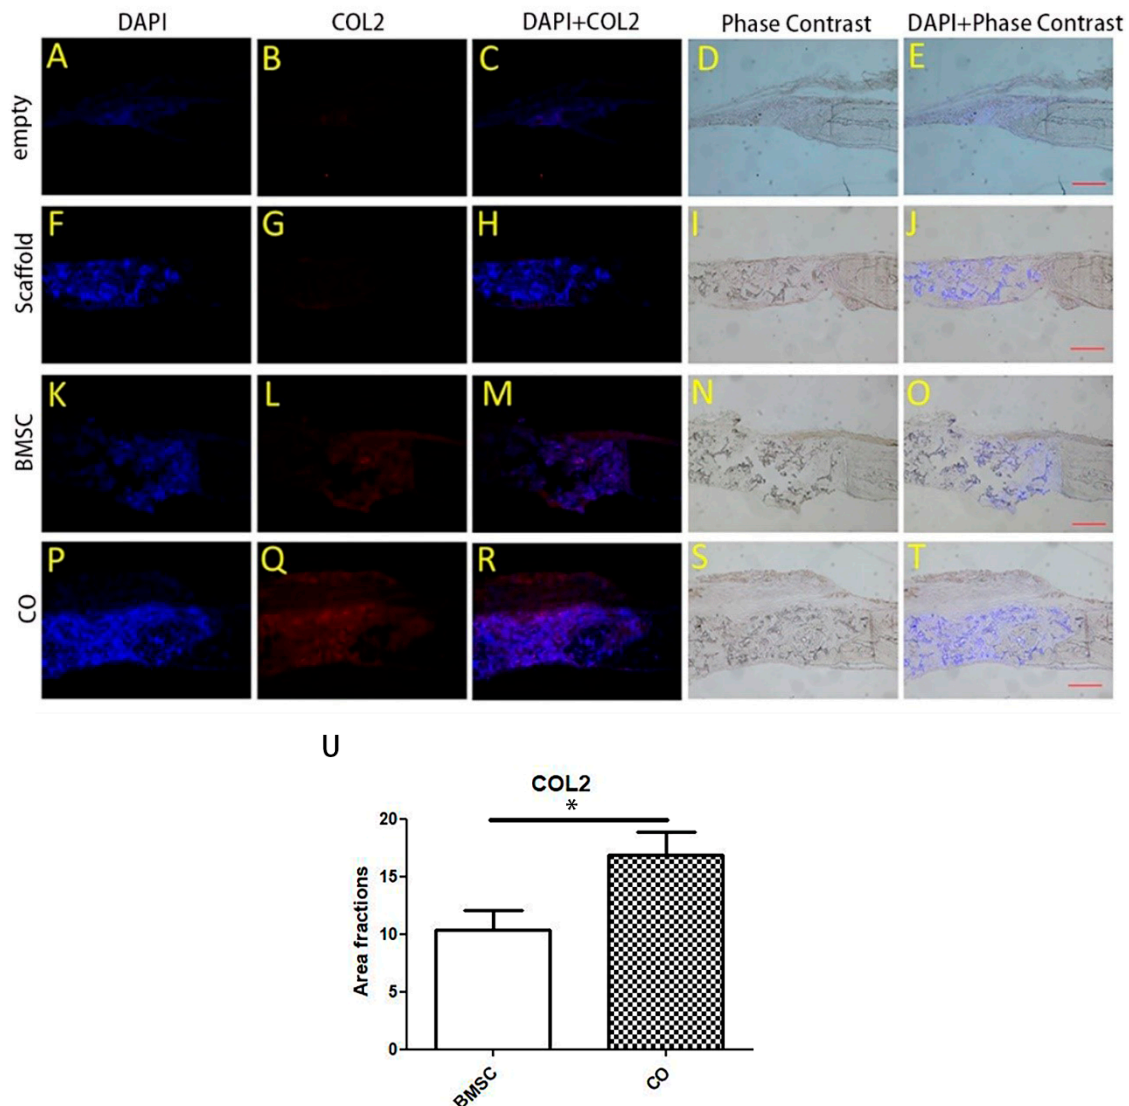 DAPI COL2 DAPI+COL2 Phase Contrast DAPI+Phase Contrast
empty A B C D E
Scaffold F G H I J
BMSC K L M N O
CO P Q R S T
U
COL2
*
20
15
10
5
0
Area fractions
BMSC CO